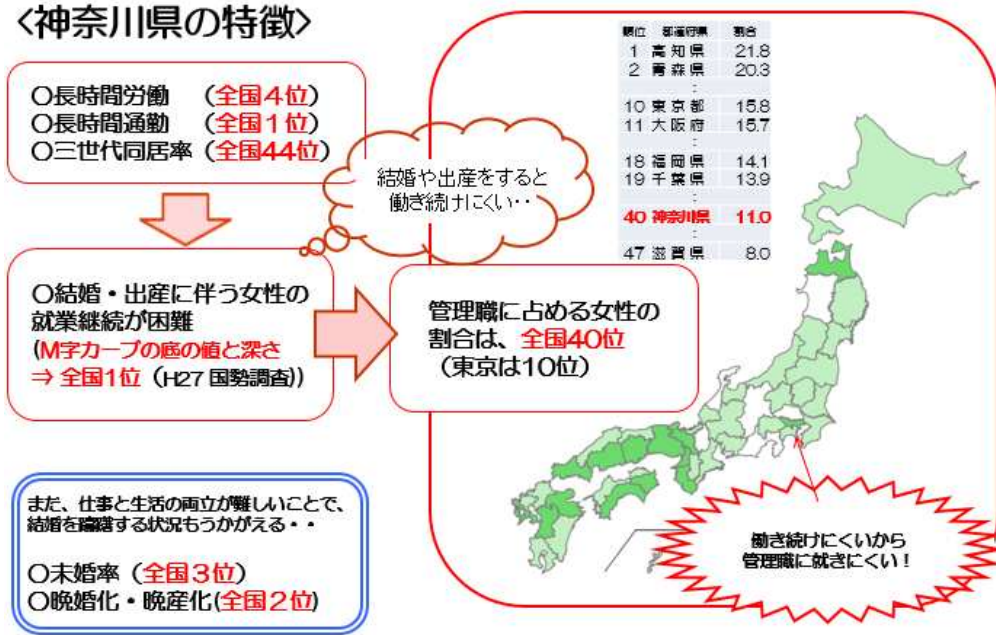 <神奈川県の特徴>
〇長時間労働　（全国４位）
〇長時間通勤　（全国１位）
〇三世代同居率（全国44位）
結婚や出産をすると
働き続けにくい・・
〇結婚・出産に伴う女性の
就業継続が困難
（M字カーブの底の値と深さ
⇒ 全国１位（H27 国勢調査））
管理職に占める女性の
割合は、全国40位
（東京は10位）
順位　都道府県　割合
1　高知県　21.8
2　青森県　20.3
：
10　東京都　15.8
11　大阪府　15.7
：
18　福岡県　14.1
19　千葉県　13.9
：
40　神奈川県　11.0
：
47　滋賀県　8.0
働き続けにくいから
管理職に就きにくい！
また、仕事と生活の両立が難しいことで、
結婚を躊躇する状況もうかがえる・・
〇未婚率（全国３位）
〇晩婚化・晩産化(全国２位)